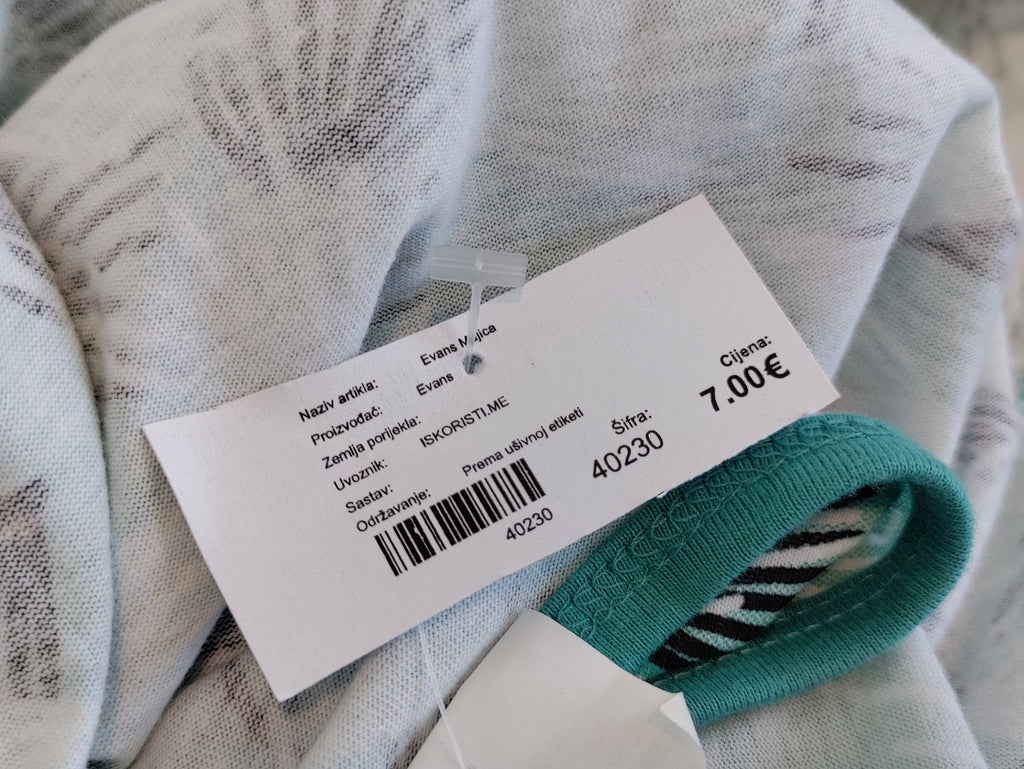 Naziv artikla: Evans Majica
Proizvođač: Evans
Zemlja porijekla:
Uvoznik: ISKORISTI.ME
Sastav:
Održavanje: Prema ušivnoj etiketi
40230
Šifra:
40230
Cijena:
7.00€